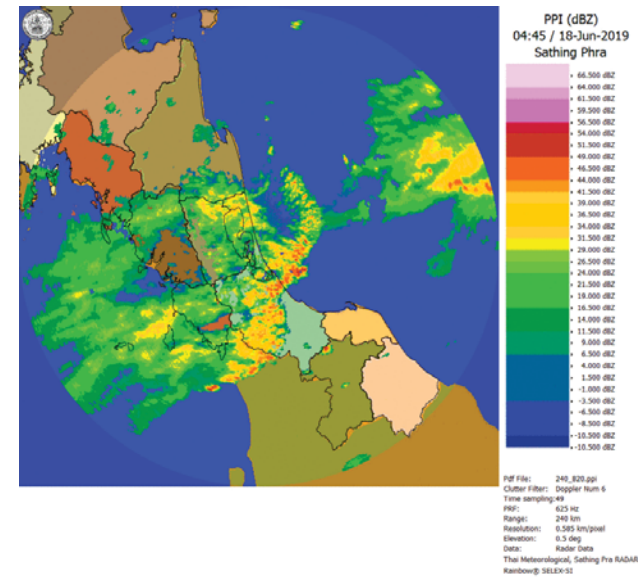 PPI (dBZ)
04:45 / 18-Jun-2019
Sathing Phra
66.500 dBZ
64.000 dBZ
61.500 dBZ
59.500 dBZ
56.500 dBZ
54.000 dBZ
51.500 dBZ
49.000 dBZ
46.500 dBZ
44.000 dBZ
41.500 dBZ
39.000 dBZ
36.500 dBZ
34.000 dBZ
31.500 dBZ
29.000 dBZ
26.500 dBZ
24.000 dBZ
21.500 dBZ
19.000 dBZ
16.500 dBZ
14.000 dBZ
11.500 dBZ
9.000 dBZ
6.500 dBZ
4.000 dBZ
1.500 dBZ
-1.000 dBZ
-3.500 dBZ
-6.500 dBZ
-8.500 dBZ
-10.500 dBZ
-10.500 dBZ
Pdf File: 240_820.ppi
Clutter Filter: Doppler Num 6
Time sampling:49
PRF: 625 Hz
Range: 240 km
Resolution: 0.585 km/pixel
Elevation: 0.5 deg
Data: Radar Data
Thai Meteorological, Sathing Pra RADAR
Rainbow® SELEX-SI